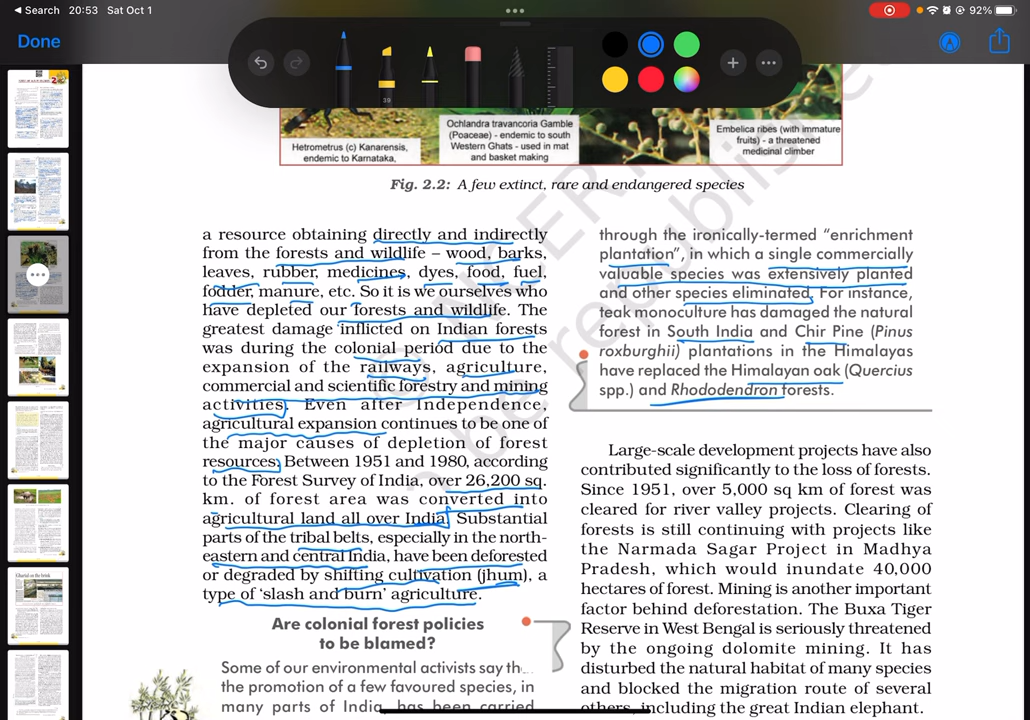 Search 20:53 Sat Oct 1
92%
Done
39
Hetrometrus (c) Kanarensis,
endemic to Karnataka,
Ochlandra travancoria Gamble
(Poaceae) - endemic to south
Western Ghats - used in mat
and basket making
Embelica ribes (with immature
fruits) - a threatened
medicinal climber
Fig. 2.2: A few extinct, rare and endangered species
a resource obtaining directly and indirectly
from the forests and wildlife – wood, barks,
leaves, rubber, medicines, dyes, food, fuel,
fodder, manure, etc. So it is we ourselves who
have depleted our forests and wildlife. The
greatest damage inflicted on Indian forests
was during the colonial period due to the
expansion of the railways, agriculture,
commercial and scientific forestry and mining
activities. Even after Independence,
agricultural expansion continues to be one of
the major causes of depletion of forest
resources. Between 1951 and 1980, according
to the Forest Survey of India, over 26,200 sq.
km. of forest area was converted into
agricultural land all over India. Substantial
parts of the tribal belts, especially in the north-
eastern and central India, have been deforested
or degraded by shifting cultivation (jhum), a
type of ‘slash and burn’ agriculture.
Are colonial forest policies
to be blamed?
Some of our environmental activists say
the promotion of a few favoured species, in
many parts of India, has been carried
through the ironically-termed “enrichment
plantation”, in which a single commercially
valuable species was extensively planted
and other species eliminated. For instance,
teak monoculture has damaged the natural
forest in South India and Chir Pine (Pinus
roxburghii) plantations in the Himalayas
have replaced the Himalayan oak (Quercius
spp.) and Rhododendron forests.
Large-scale development projects have also
contributed significantly to the loss of forests.
Since 1951, over 5,000 sq km of forest was
cleared for river valley projects. Clearing of
forests is still continuing with projects like
the Narmada Sagar Project in Madhya
Pradesh, which would inundate 40,000
hectares of forest. Mining is another important
factor behind deforestation. The Buxa Tiger
Reserve in West Bengal is seriously threatened
by the ongoing dolomite mining. It has
disturbed the natural habitat of many species
and blocked the migration route of several
others, including the great Indian elephant.